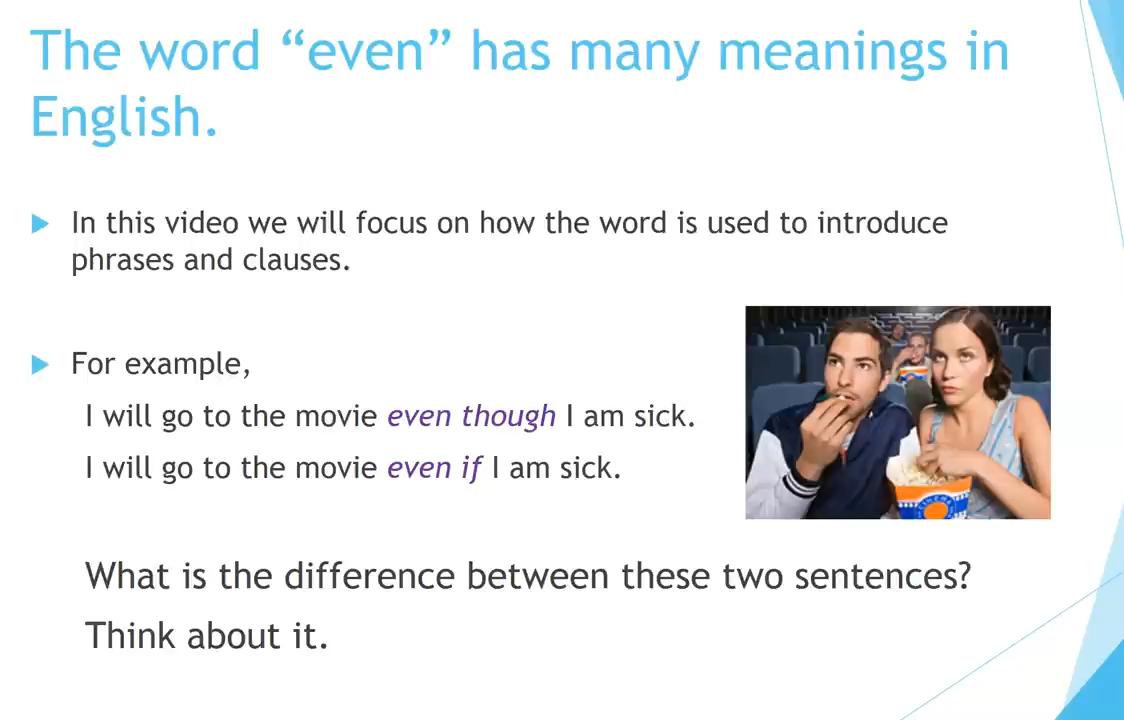 The word “even” has many meanings in
English.
In this video we will focus on how the word is used to introduce
phrases and clauses.
For example,
I will go to the movie even though I am sick.
I will go to the movie even if I am sick.
CINEMA
What is the difference between these two sentences?
Think about it.